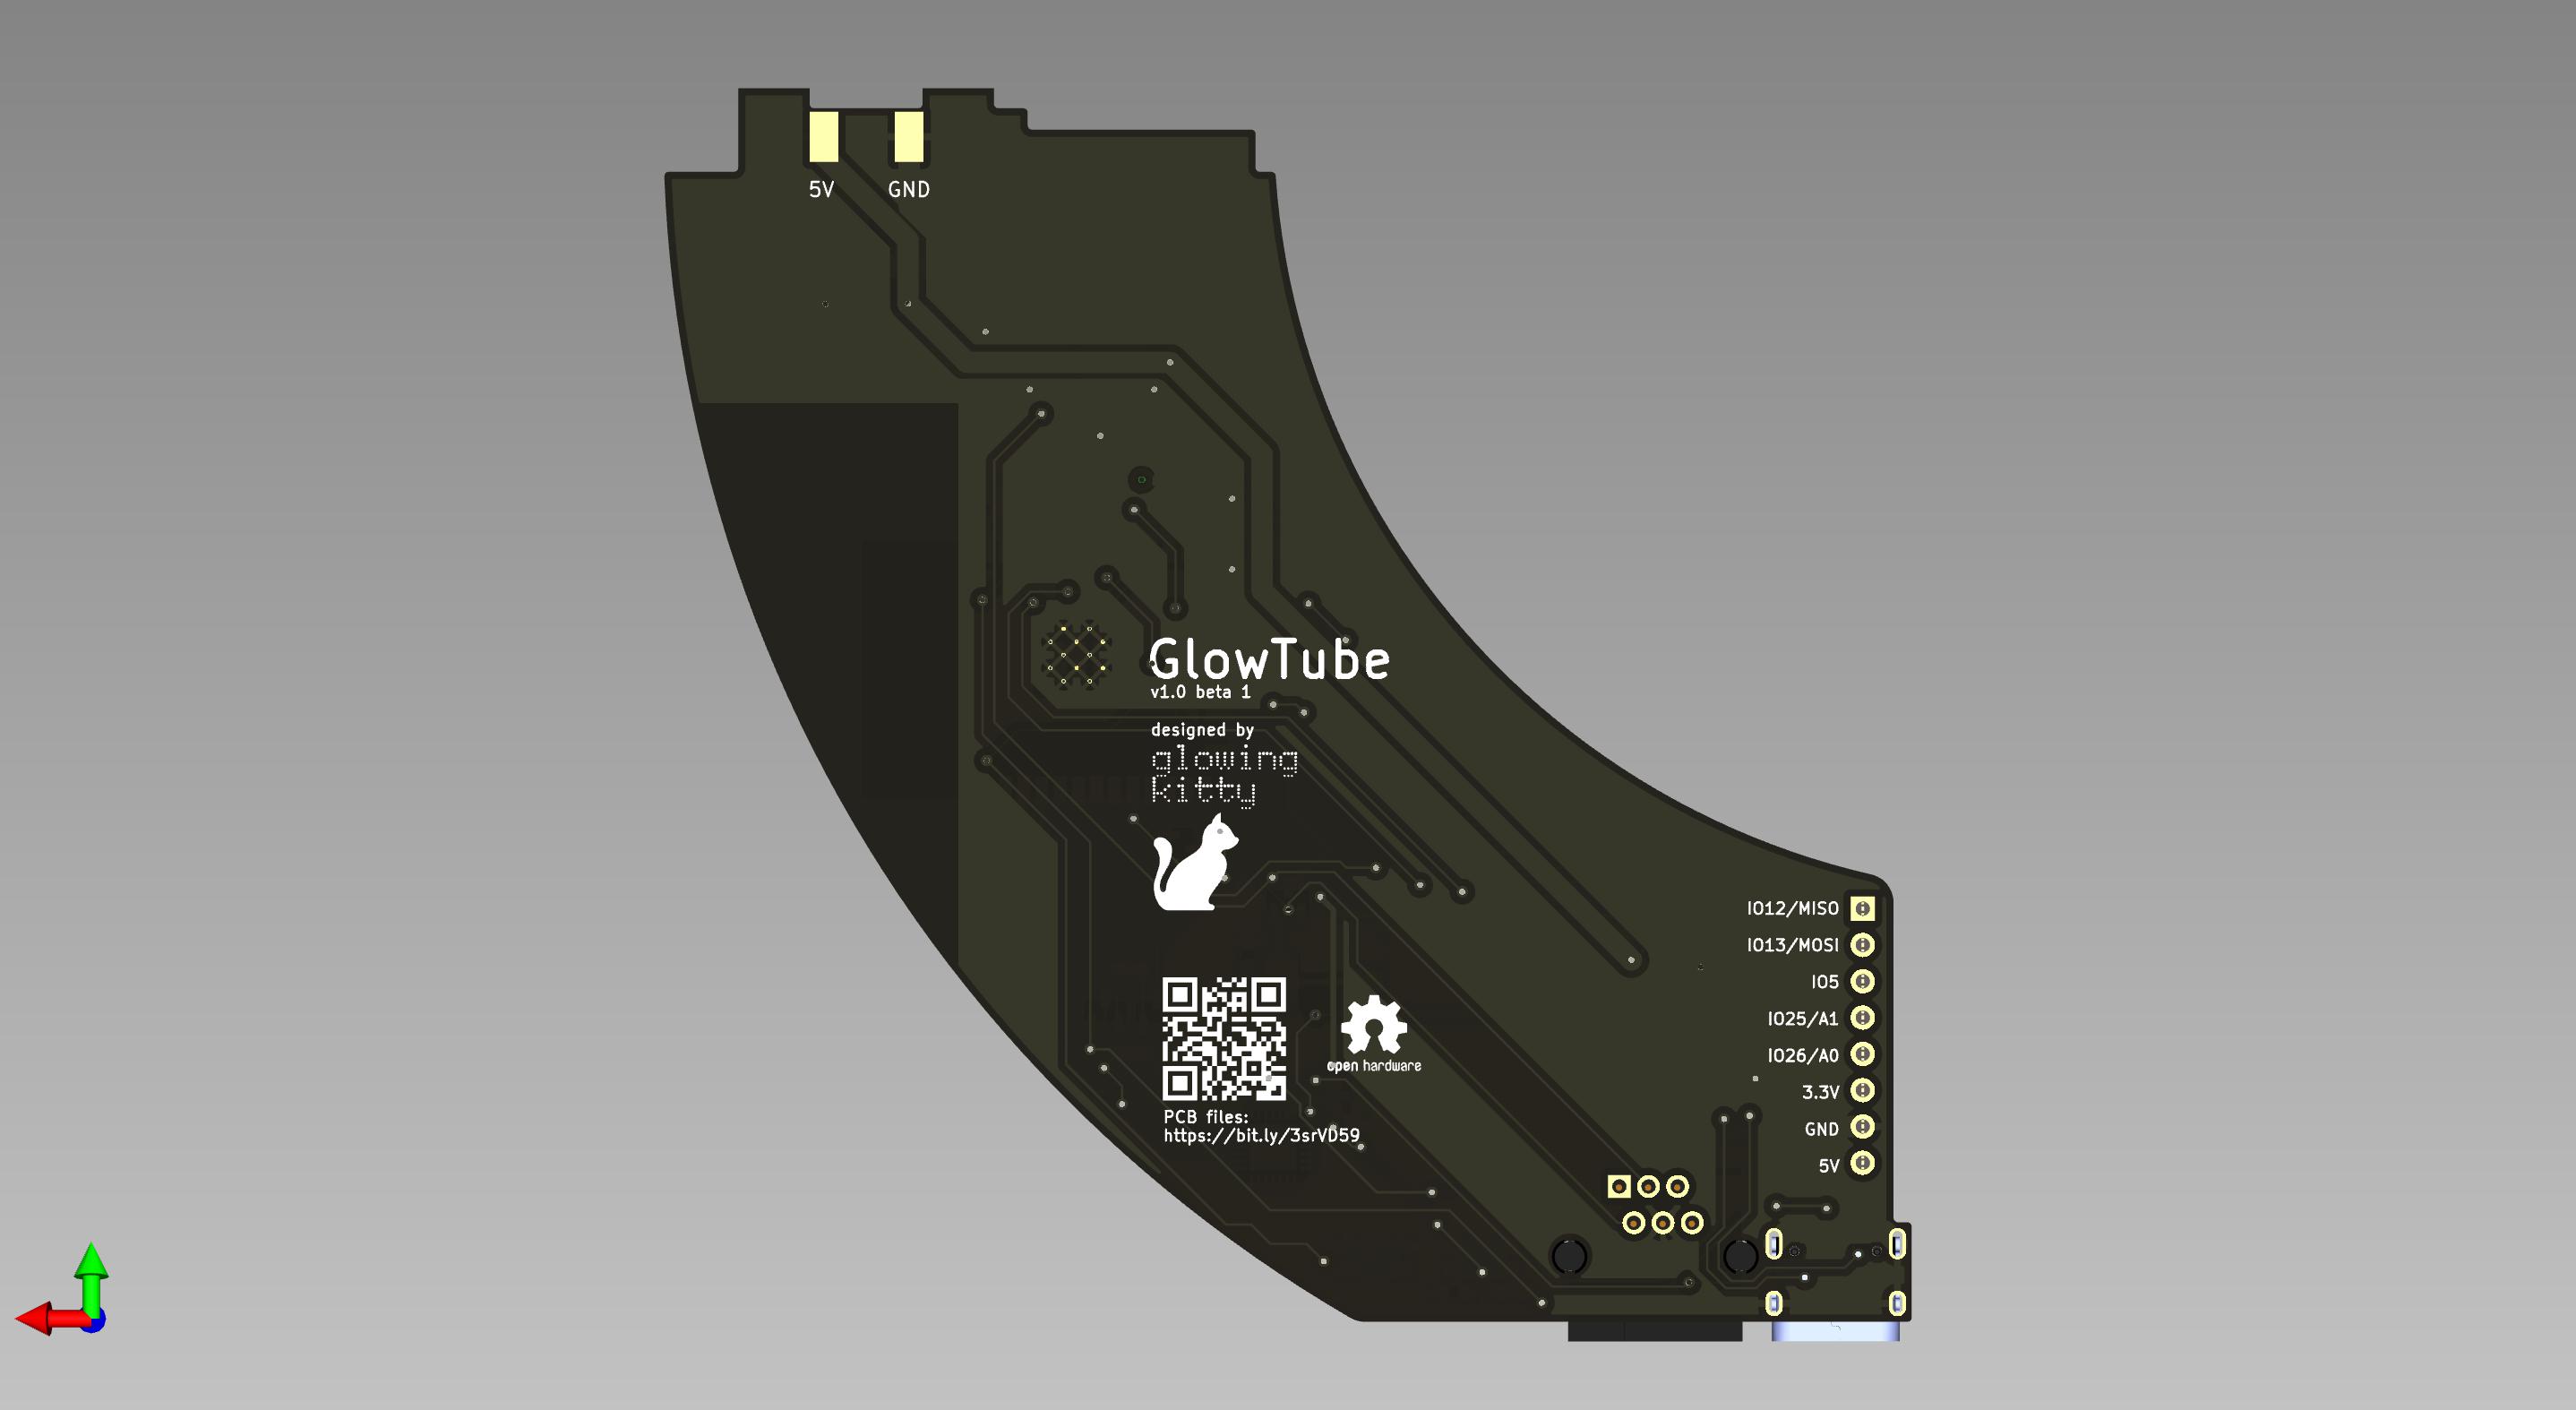 5V GND
GlowTube
v1.0 beta 1
designed by
glowing
kitty
IO12/MISO
IO13/MOSI
IO5
IO25/A1
IO26/A0
3.3V
GND
5V
open hardware
PCB files:
https://bit.ly/3srVD59